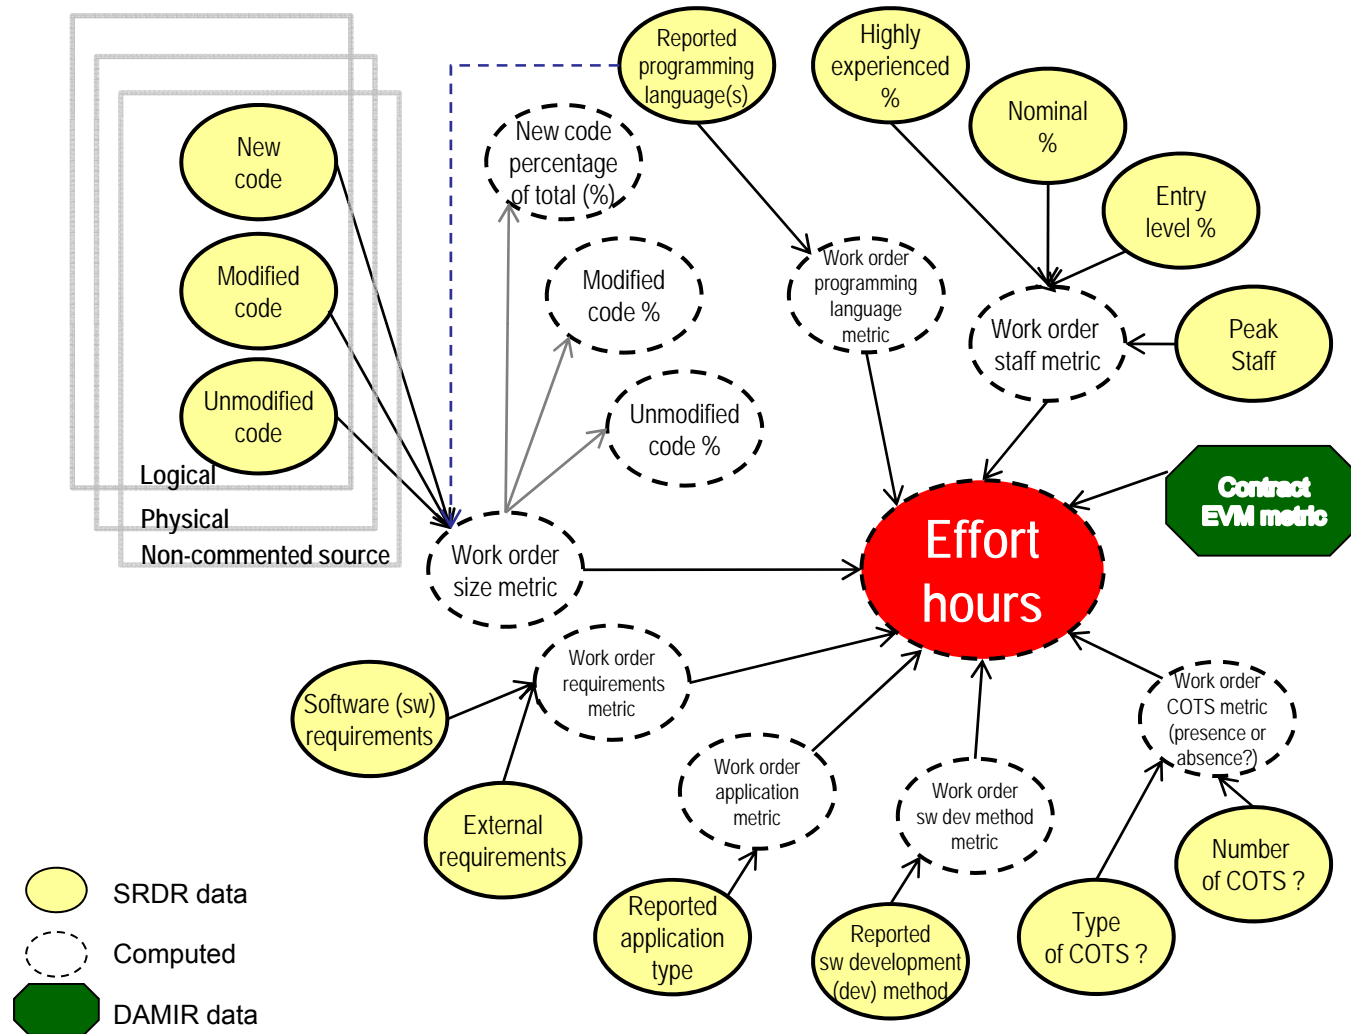 Reported
programming
language(s)
Highly
experienced
%
Nominal
%
Entry
level %
New
code
New code
percentage
of total (%)
Modified
code
Modified
code %
Work order
programming
language
metric
Work order
staff metric
Peak
Staff
Unmodified
code
Unmodified
code %
Logical
Physical
Non-commented source
Work order
size metric
Effort
hours
Contract
EVM metric
Software (sw)
requirements
Work order
requirements
metric
External
requirements
Work order
application
metric
Work order
sw dev method
metric
Work order
COTS metric
(presence or
absence?)
Number
of COTS ?
Type
of COTS ?
Reported
application
type
Reported
sw development
(dev) method
SRDR data
Computed
DAMIR data